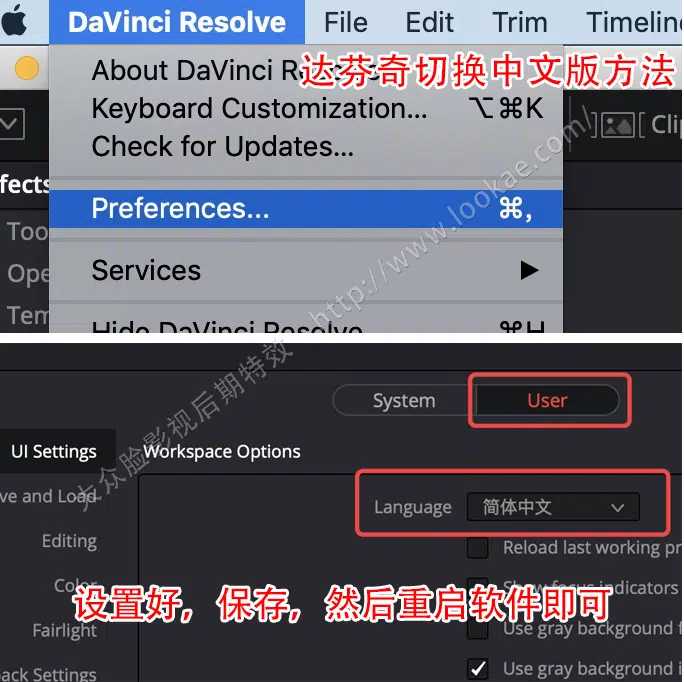 DaVinci Resolve File Edit Trim Timelin
About DaVinci R
达芬奇切换中文版方法
Keyboard Customization... ⌥⌘K
Check for Updates...
] [ Cli
fects
Preferences... ⌘,
Too
Ope
Services ▶
Tem
Hide DaVinci Resolve ⌘H
大众脸影视后期特效 http://www.lookae.com/
System User
UI Settings Workspace Options
ve and Load
Language 简体中文
Editing
Reload last working pr
Color
Show focus indicators
设置好，保存，然后重启软件即可
Fairlight
Use gray background f
back Settings
Use gray background i